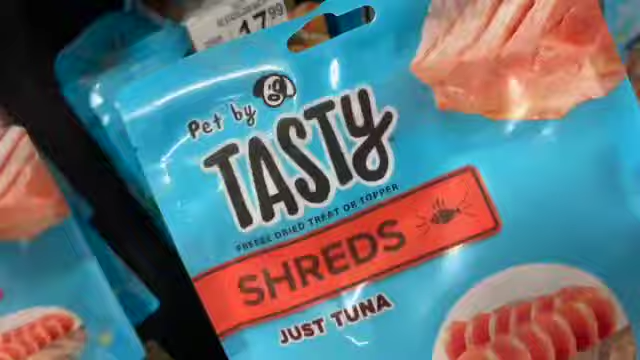 17.99
Pet by
TASTY
FREEZE DRIED TREAT OR TOPPER
SHREDS
JUST TUNA